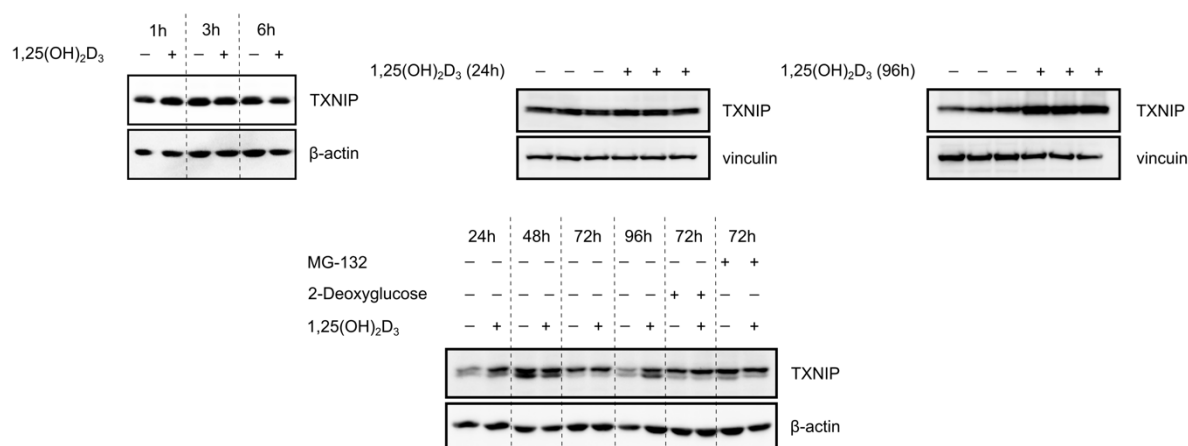 1h 3h 6h
1,25(OH)₂D₃ – + – + – +
TXNIP
β-actin
1,25(OH)₂D₃ (24h) – – – + + +
TXNIP
vinculin
1,25(OH)₂D₃ (96h) – – – + + +
TXNIP
vincuin
24h 48h 72h 96h 72h 72h
MG-132 – – – – – – – – – – + +
2-Deoxyglucose – – – – – – – – + + – –
1,25(OH)₂D₃ – + – + – + – + – + – +
TXNIP
β-actin